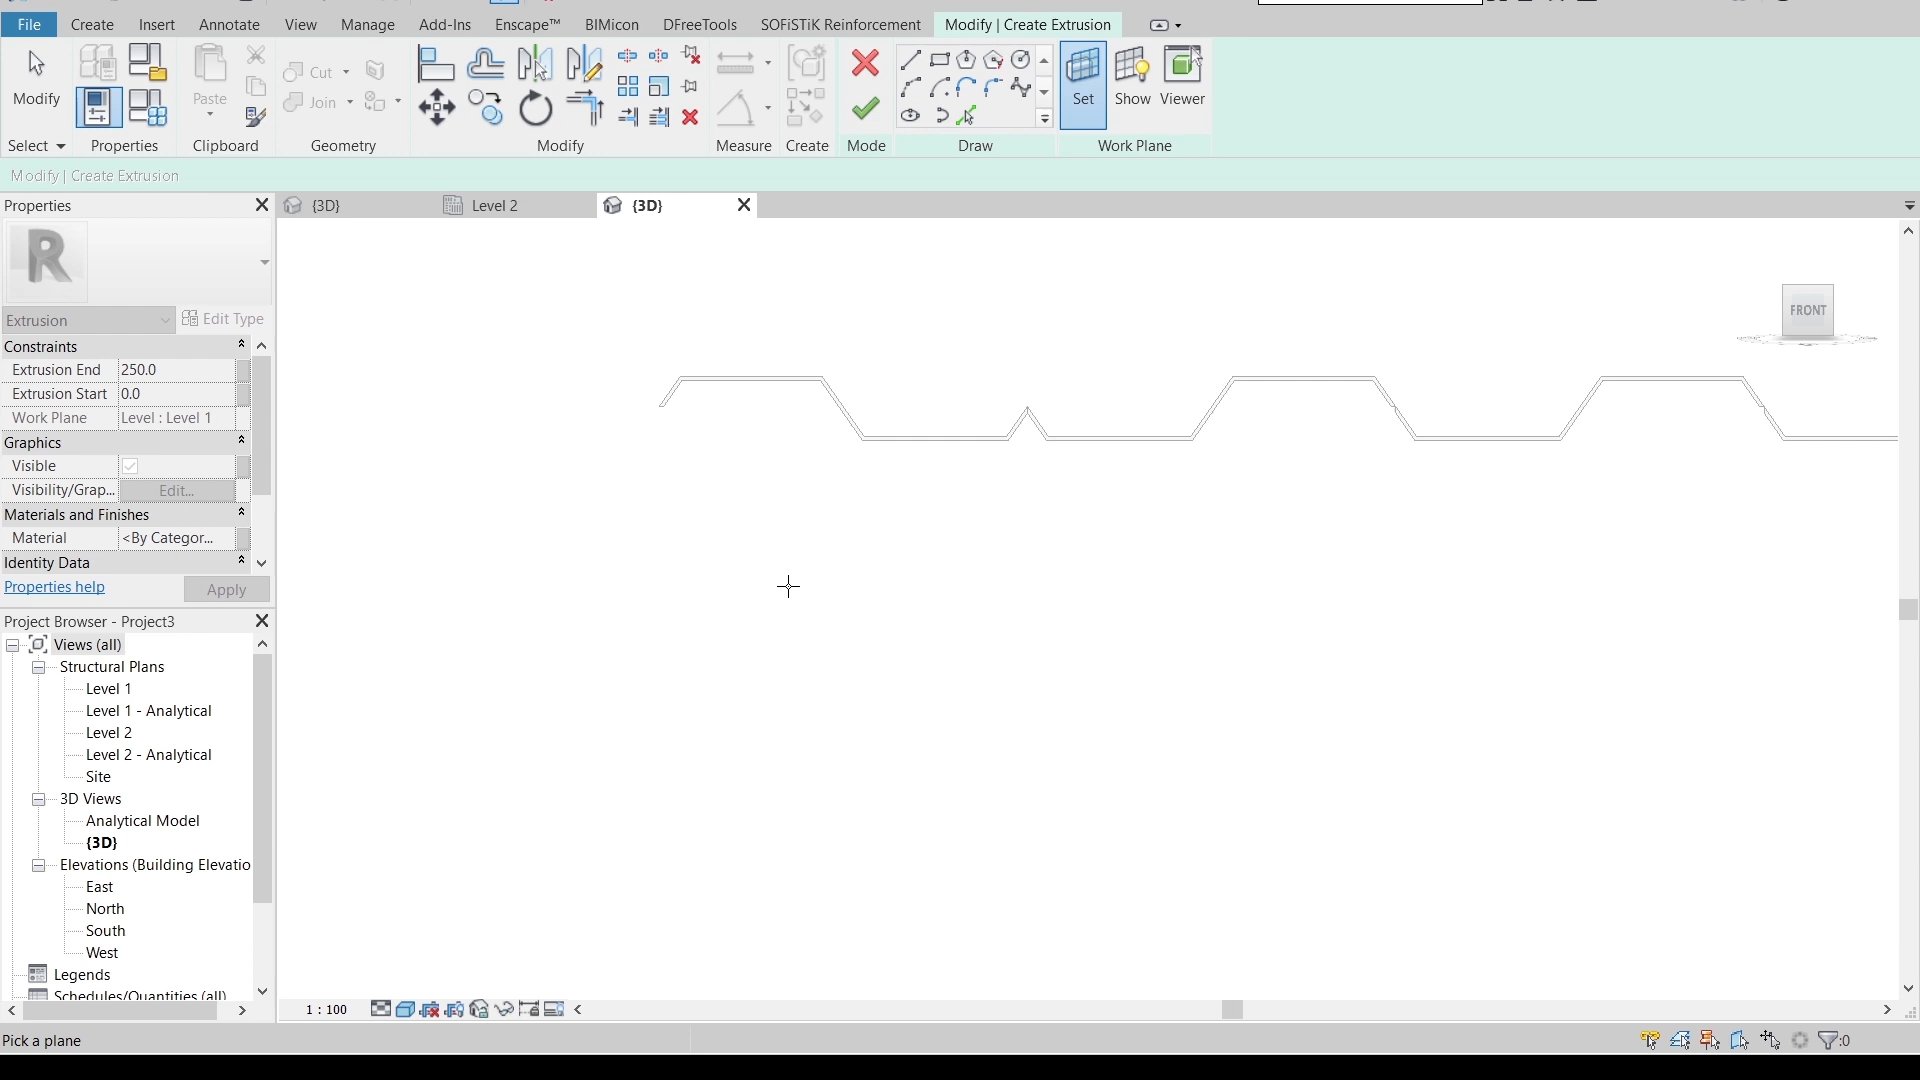 File Create Insert Annotate View Manage Add-Ins Enscape™ BIMicon DFreeTools SOFiSTiK Reinforcement Modify | Create Extrusion
Modify
Paste
Cut
Join
Set Show Viewer
Select Properties Clipboard Geometry Modify Measure Create Mode Draw Work Plane
Modify | Create Extrusion
Properties
{3D} Level 2 {3D}
R
FRONT
Extrusion Edit Type
Constraints
Extrusion End 250.0
Extrusion Start 0.0
Work Plane Level : Level 1
Graphics
Visible
Visibility/Grap... Edit...
Materials and Finishes
Material <By Categor...
Identity Data
Properties help Apply
Project Browser - Project3
Views (all)
Structural Plans
Level 1
Level 1 - Analytical
Level 2
Level 2 - Analytical
Site
3D Views
Analytical Model
{3D}
Elevations (Building Elevatio
East
North
South
West
Legends
Schedules/Quantities (all)
1 : 100
Pick a plane
:0